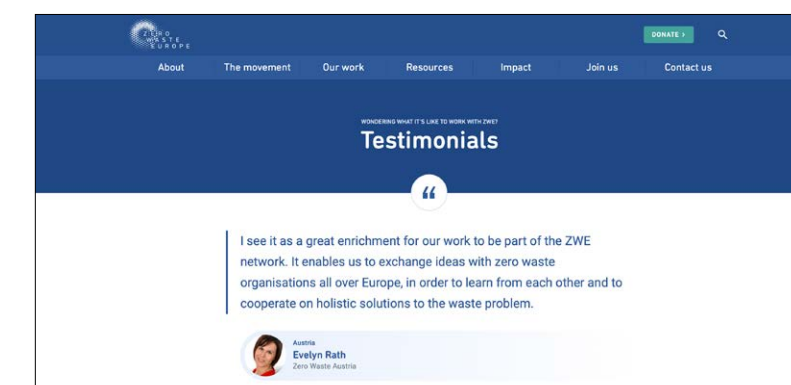 ZERO
WASTE
EUROPE
DONATE ›
About The movement Our work Resources Impact Join us Contact us
WONDERING WHAT IT'S LIKE TO WORK WITH ZWE?
Testimonials
“
I see it as a great enrichment for our work to be part of the ZWE
network. It enables us to exchange ideas with zero waste
organisations all over Europe, in order to learn from each other and to
cooperate on holistic solutions to the waste problem.
Austria
Evelyn Rath
Zero Waste Austria